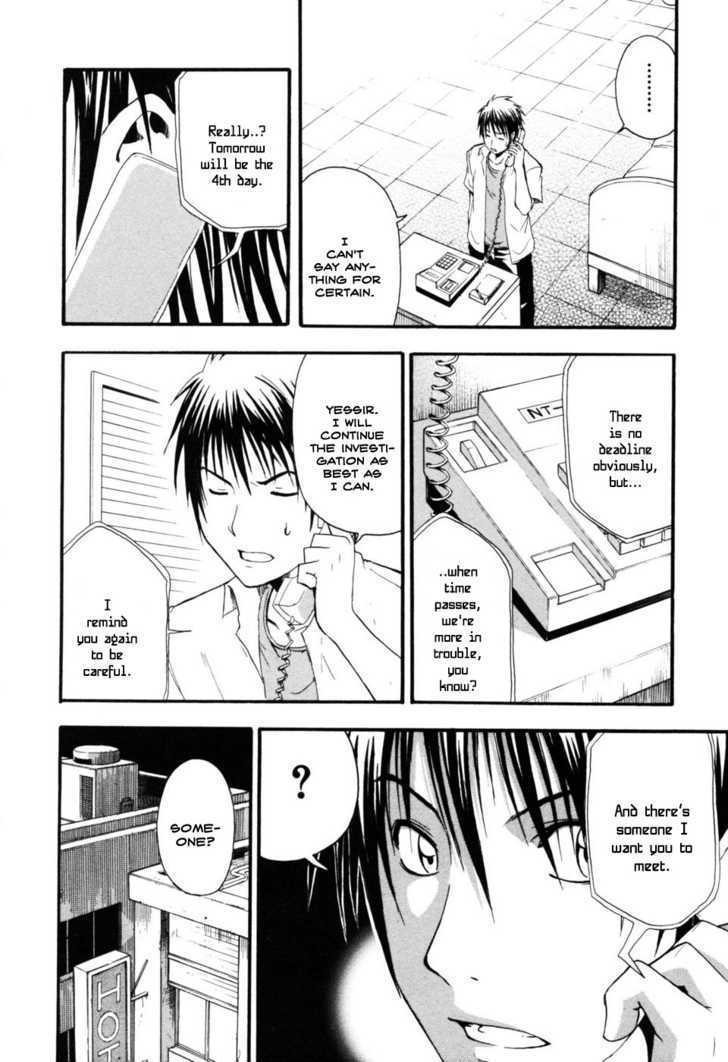 ........
I
CAN'T
SAY ANY-
THING FOR
CERTAIN.
Really..?
Tomorrow
will be the
4th day.
NT-
There
is no
deadline
obviously,
but...
..when
time
passes,
we're
more in
trouble,
you
know?
YESSIR.
I WILL
CONTINUE
THE INVESTI-
GATION AS
BEST AS
I CAN.
I
remind
you again
to be
careful.
And there's
someone I
want you to
meet.
?
SOME-
ONE?
HOT